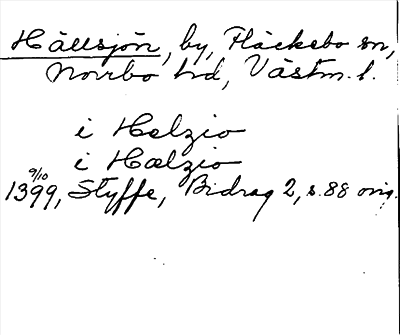 Hällsjön, by, Fläckebo sn,
Norrbo hd, Västm. l.
i Helzio
i Hælzio
9/10
1399, Styffe, Bidrag 2, s. 88 orig.